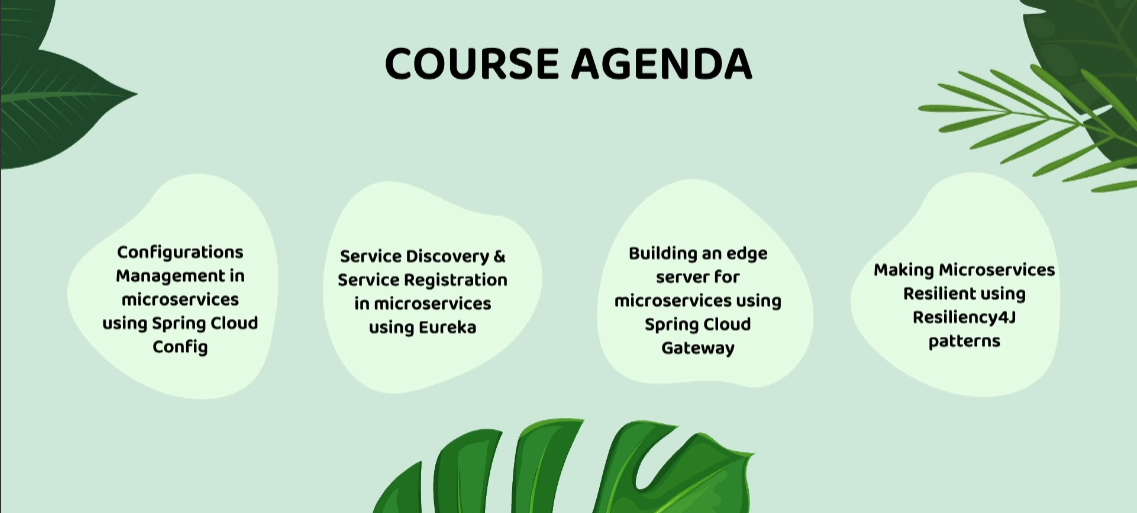 COURSE AGENDA
Configurations
Management in
microservices
using Spring Cloud
Config
Service Discovery &
Service Registration
in microservices
using Eureka
Building an edge
server for
microservices using
Spring Cloud
Gateway
Making Microservices
Resilient using
Resiliency4J
patterns